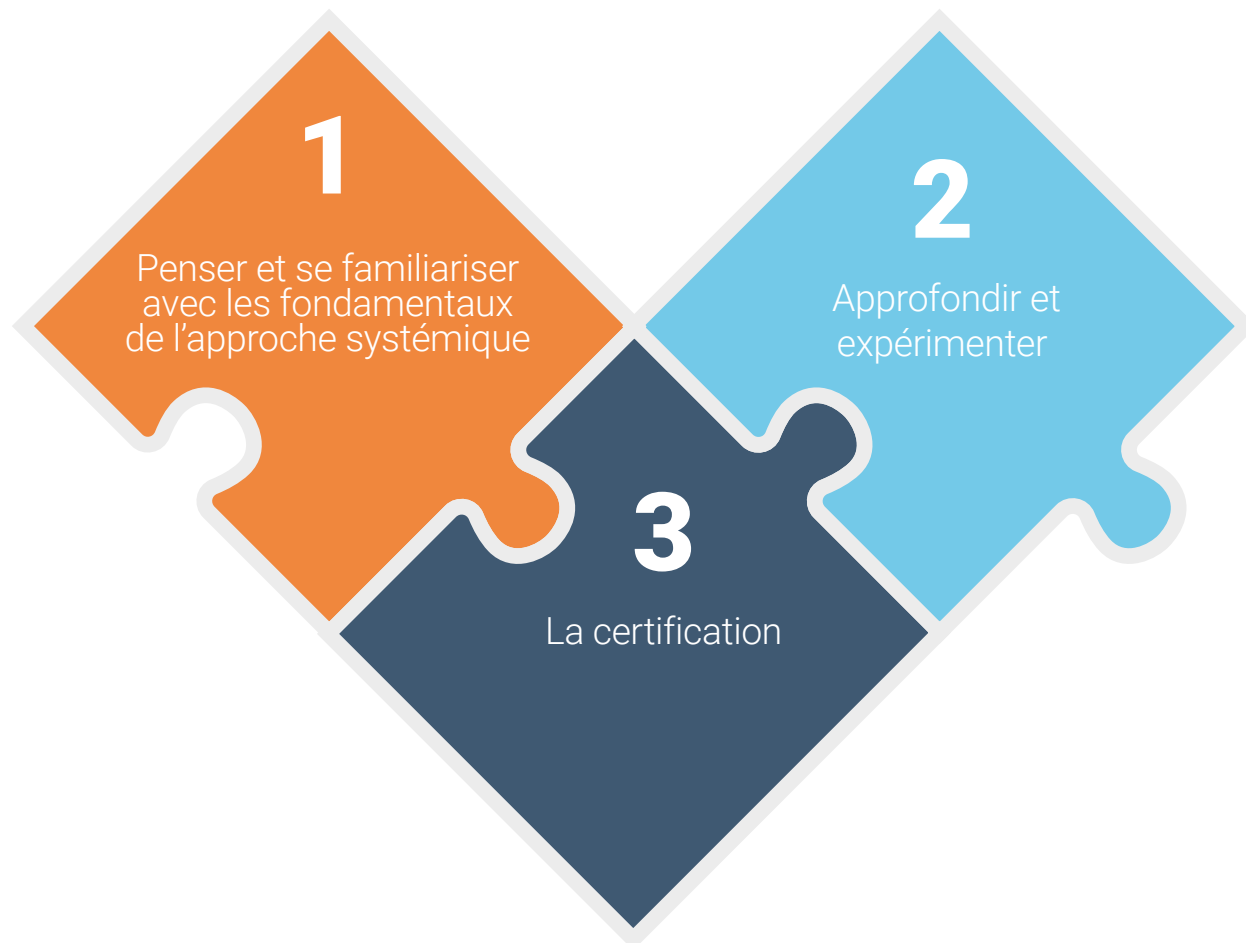 1
Penser et se familiariser
avec les fondamentaux
de l’approche systémique
2
Approfondir et
expérimenter
3
La certification